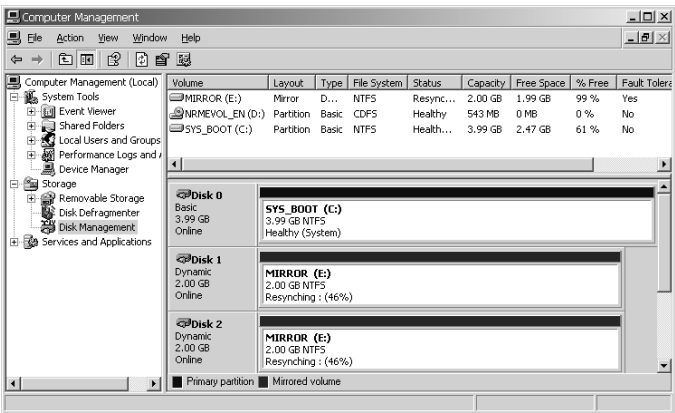 Computer Management
File Action View Window Help
Computer Management (Local)
System Tools
Event Viewer
Shared Folders
Local Users and Groups
Performance Logs and
Device Manager
Storage
Removable Storage
Disk Defragmenter
Disk Management
Services and Applications
Volume Layout Type File System Status Capacity Free Space % Free Fault Tolera
MIRROR (E:) Mirror D... NTFS Resync... 2.00 GB 1.99 GB 99 % Yes
NRMEVOL_EN (D:) Partition Basic CDFS Healthy 543 MB 0 MB 0 % No
SYS_BOOT (C:) Partition Basic NTFS Health... 3.99 GB 2.47 GB 61 % No
Disk 0
Basic
3.99 GB
Online
SYS_BOOT (C:)
3.99 GB NTFS
Healthy (System)
Disk 1
Dynamic
2.00 GB
Online
MIRROR (E:)
2.00 GB NTFS
Resynching : (46%)
Disk 2
Dynamic
2.00 GB
Online
MIRROR (E:)
2.00 GB NTFS
Resynching : (46%)
Primary partition Mirrored volume